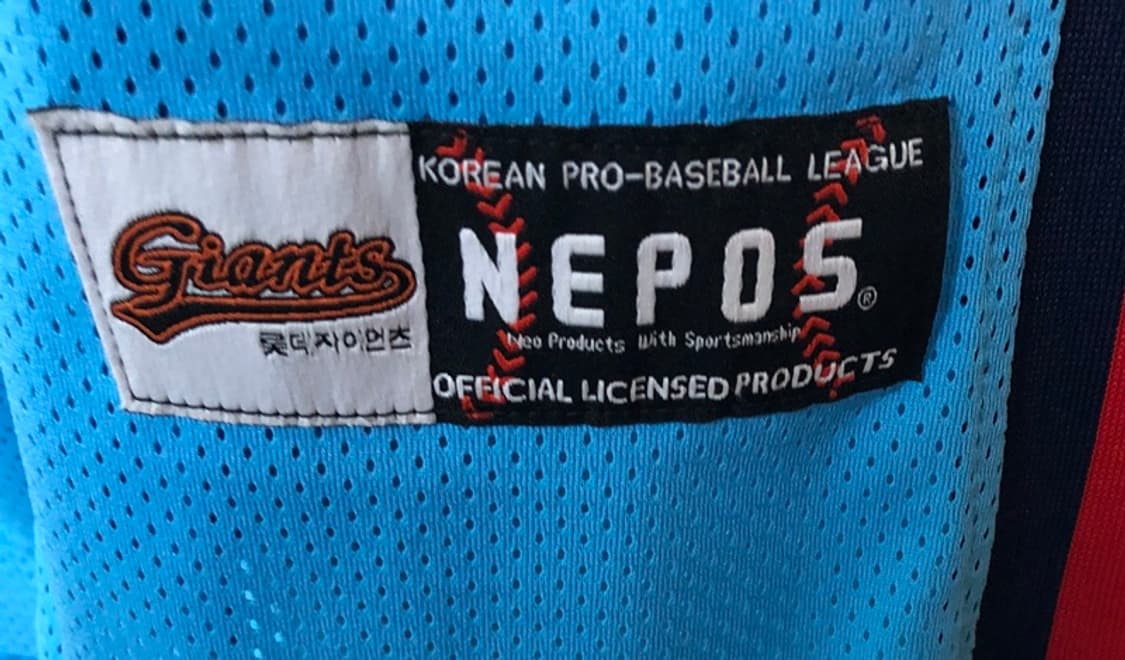 Giants
롯데자이언츠
KOREAN PRO-BASEBALL LEAGUE
NEPOS®
Neo Products With Sportsmanship
OFFICIAL LICENSED PRODUCTS